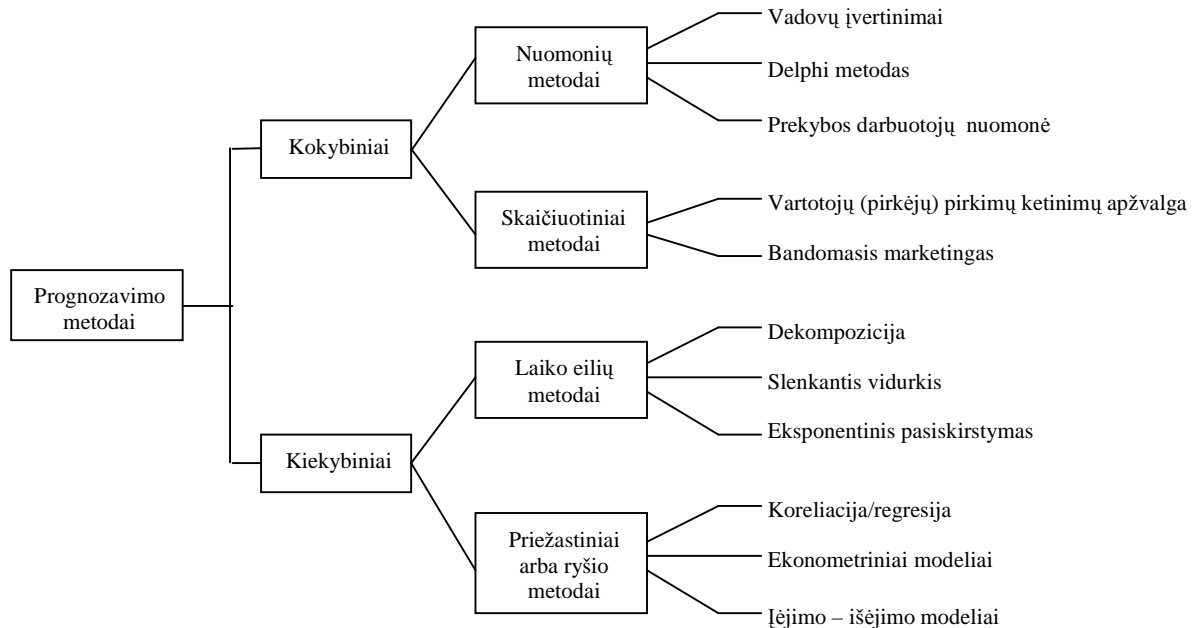 Prognozavimo
metodai
Kokybiniai
Nuomonių
metodai
Vadovų įvertinimai
Delphi metodas
Prekybos darbuotojų nuomonė
Skaičiuotiniai
metodai
Vartotojų (pirkėjų) pirkimų ketinimų apžvalga
Bandomasis marketingas
Kiekybiniai
Laiko eilių
metodai
Dekompozicija
Slenkantis vidurkis
Eksponentinis pasiskirstymas
Priežastiniai
arba ryšio
metodai
Koreliacija/regresija
Ekonometriniai modeliai
Įėjimo – išėjimo modeliai